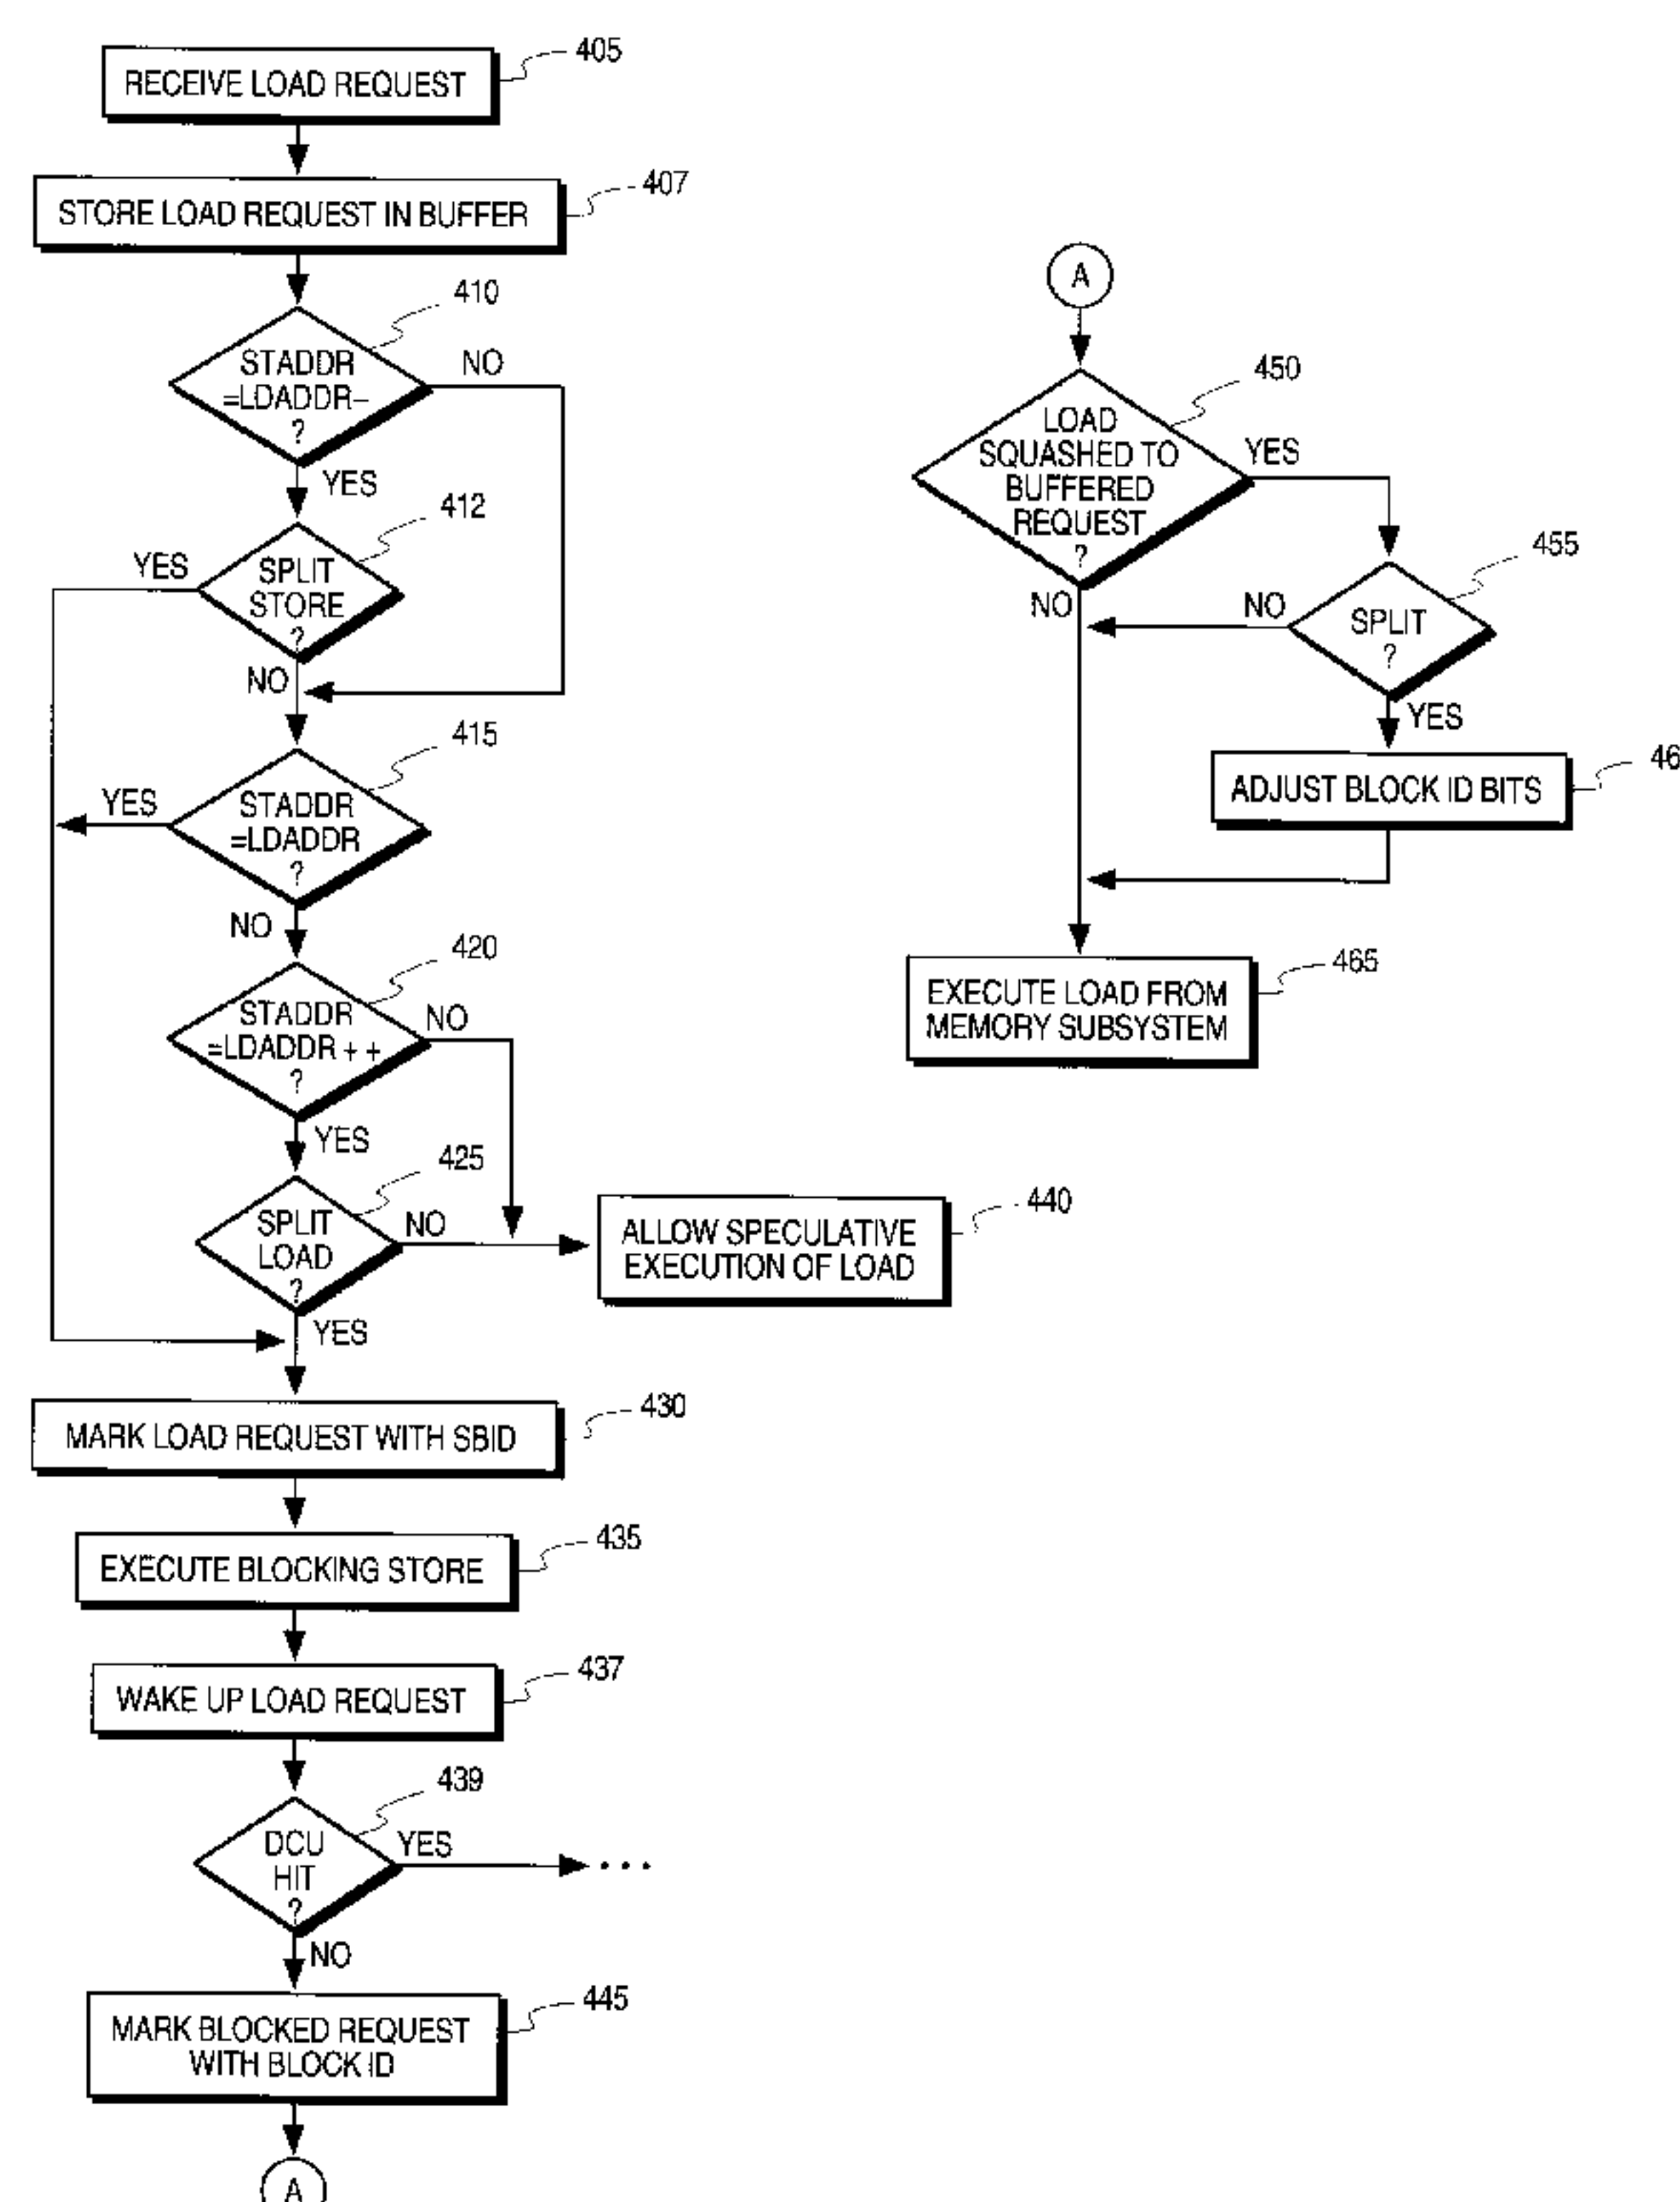 RECEIVE LOAD REQUEST
405
STORE LOAD REQUEST IN BUFFER
407
410
STADDR
=LDADDR–
?
NO
YES
412
SPLIT
STORE
?
YES
NO
415
STADDR
=LDADDR
?
YES
NO
420
STADDR
=LDADDR + +
?
NO
YES
425
SPLIT
LOAD
?
NO
YES
ALLOW SPECULATIVE
EXECUTION OF LOAD
440
MARK LOAD REQUEST WITH SBID
430
EXECUTE BLOCKING STORE
435
WAKE UP LOAD REQUEST
437
439
DCU
HIT
?
YES
• • •
NO
MARK BLOCKED REQUEST
WITH BLOCK ID
445
A
A
450
LOAD
SQUASHED TO
BUFFERED
REQUEST
?
YES
NO
455
SPLIT
?
NO
YES
ADJUST BLOCK ID BITS
46
EXECUTE LOAD FROM
MEMORY SUBSYSTEM
465